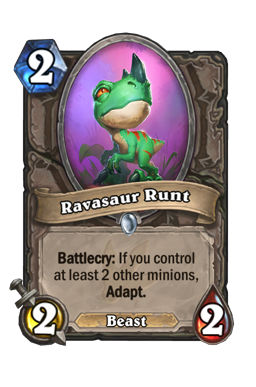 2
Ravasaur Runt
Battlecry: If you control
at least 2 other minions,
Adapt.
2
Beast
2